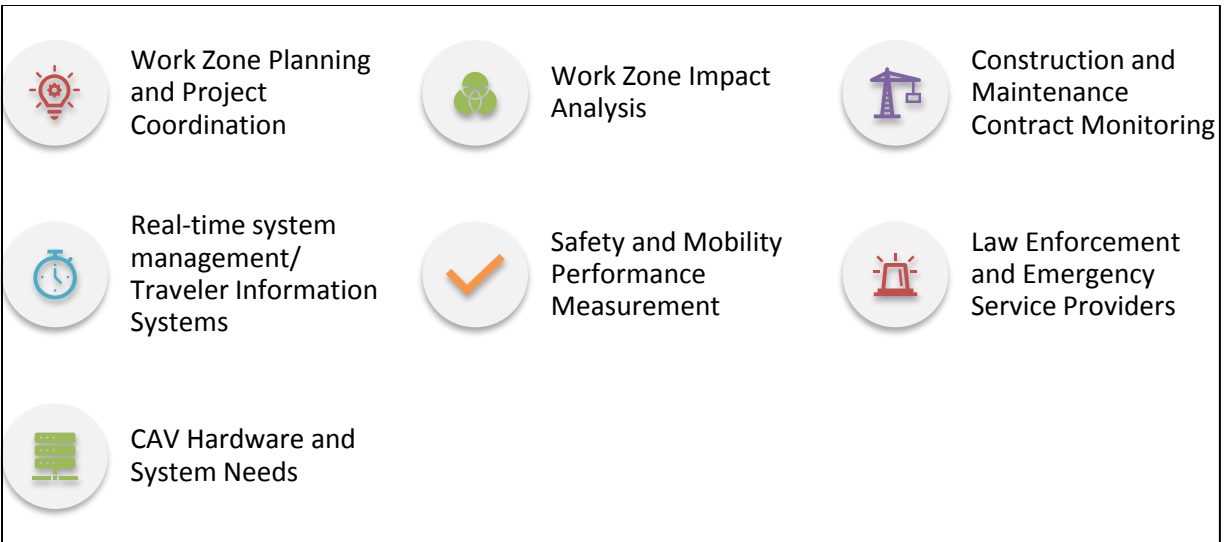 Work Zone Planning
and Project
Coordination
Work Zone Impact
Analysis
Construction and
Maintenance
Contract Monitoring
Real-time system
management/
Traveler Information
Systems
Safety and Mobility
Performance
Measurement
Law Enforcement
and Emergency
Service Providers
CAV Hardware and
System Needs